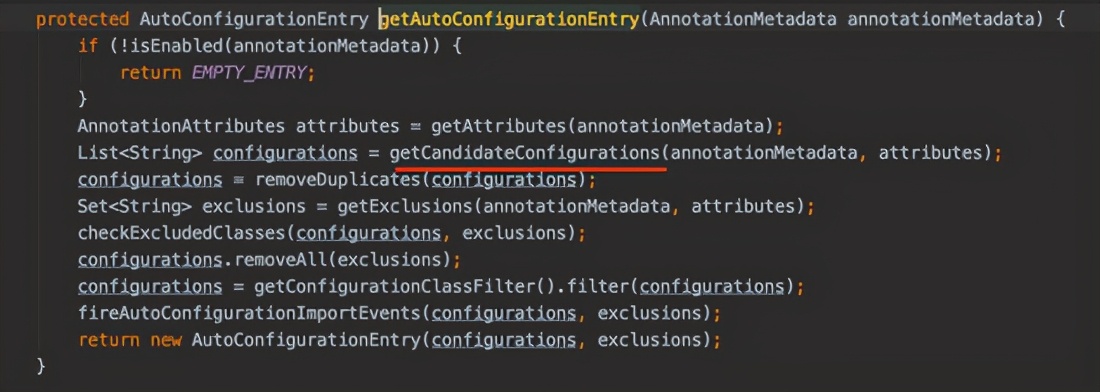 protected AutoConfigurationEntry getAutoConfigurationEntry(AnnotationMetadata annotationMetadata) {
if (!isEnabled(annotationMetadata)) {
return EMPTY_ENTRY;
}
AnnotationAttributes attributes = getAttributes(annotationMetadata);
List<String> configurations = getCandidateConfigurations(annotationMetadata, attributes);
configurations = removeDuplicates(configurations);
Set<String> exclusions = getExclusions(annotationMetadata, attributes);
checkExcludedClasses(configurations, exclusions);
configurations.removeAll(exclusions);
configurations = getConfigurationClassFilter().filter(configurations);
fireAutoConfigurationImportEvents(configurations, exclusions);
return new AutoConfigurationEntry(configurations, exclusions);
}